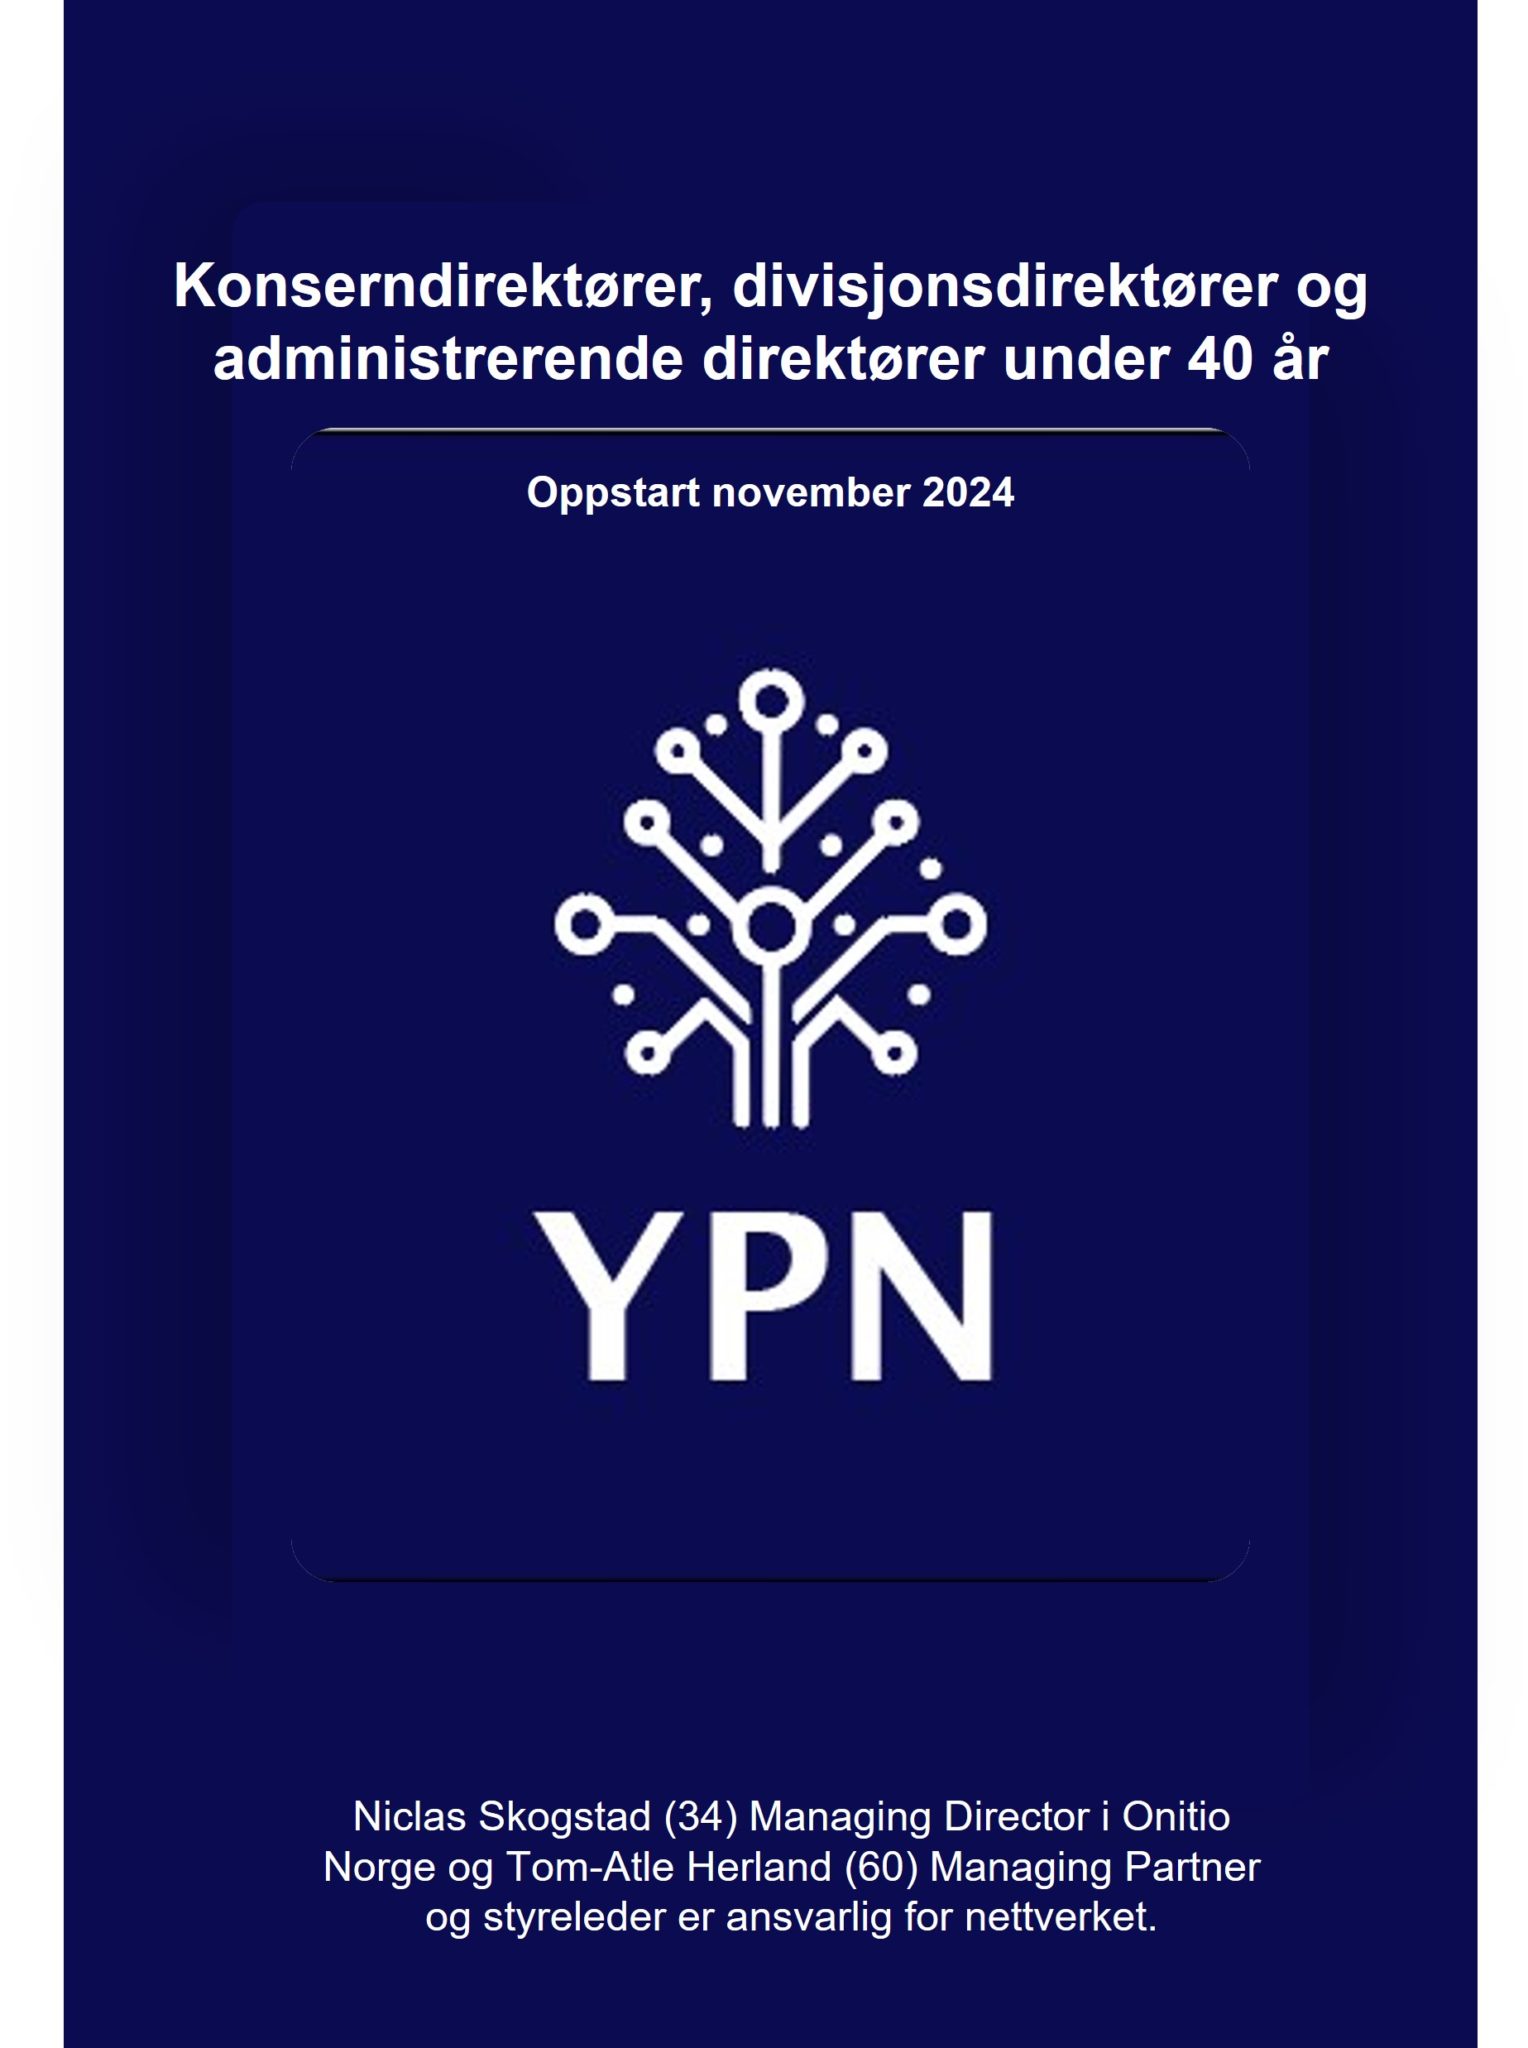 Konserndirektører, divisjonsdirektører og
administrerende direktører under 40 år
Oppstart november 2024
YPN
Niclas Skogstad (34) Managing Director i Onitio
Norge og Tom-Atle Herland (60) Managing Partner
og styreleder er ansvarlig for nettverket.